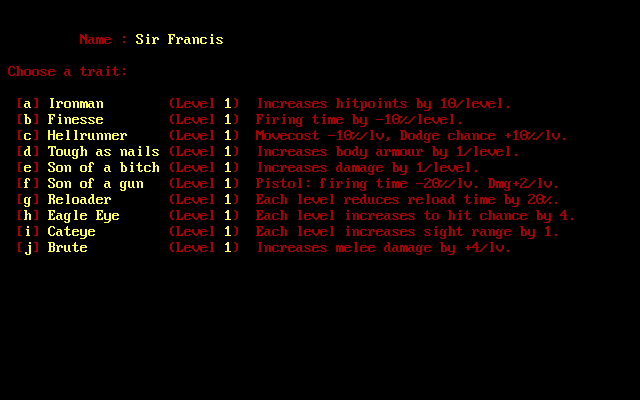 Name : Sir Francis
Choose a trait:
[a] Ironman (Level 1) Increases hitpoints by 10/level.
[b] Finesse (Level 1) Firing time by -10%/level.
[c] Hellrunner (Level 1) Movecost -10%/lv, Dodge chance +10%/lv.
[d] Tough as nails (Level 1) Increases body armour by 1/level.
[e] Son of a bitch (Level 1) Increases damage by 1/level.
[f] Son of a gun (Level 1) Pistol: firing time -20%/lv. Dmg+2/lv.
[g] Reloader (Level 1) Each level reduces reload time by 20%.
[h] Eagle Eye (Level 1) Each level increases to hit chance by 4.
[i] Cateye (Level 1) Each level increases sight range by 1.
[j] Brute (Level 1) Increases melee damage by +4/lv.